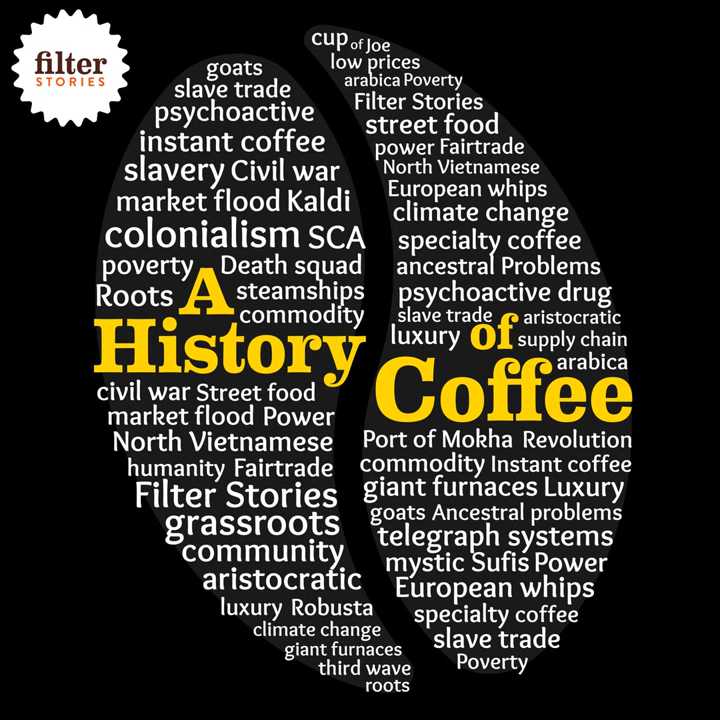 filter
STORIES
goats
slave trade
psychoactive
instant coffee
slavery Civil war
market flood Kaldi
colonialism SCA
poverty Death squad
Roots A steamships
commodity
History
civil war Street food
market flood Power
North Vietnamese
humanity Fairtrade
Filter Stories
grassroots
community
aristocratic
luxury Robusta
climate change
giant furnaces
third wave
roots
cup of Joe
low prices
arabica Poverty
Filter Stories
street food
power Fairtrade
North Vietnamese
European whips
climate change
specialty coffee
ancestral Problems
psychoactive drug
slave trade aristocratic
luxury of supply chain
arabica
Coffee
Port of Mokha Revolution
commodity Instant coffee
giant furnaces Luxury
goats Ancestral problems
telegraph systems
mystic Sufis Power
European whips
specialty coffee
slave trade
Poverty